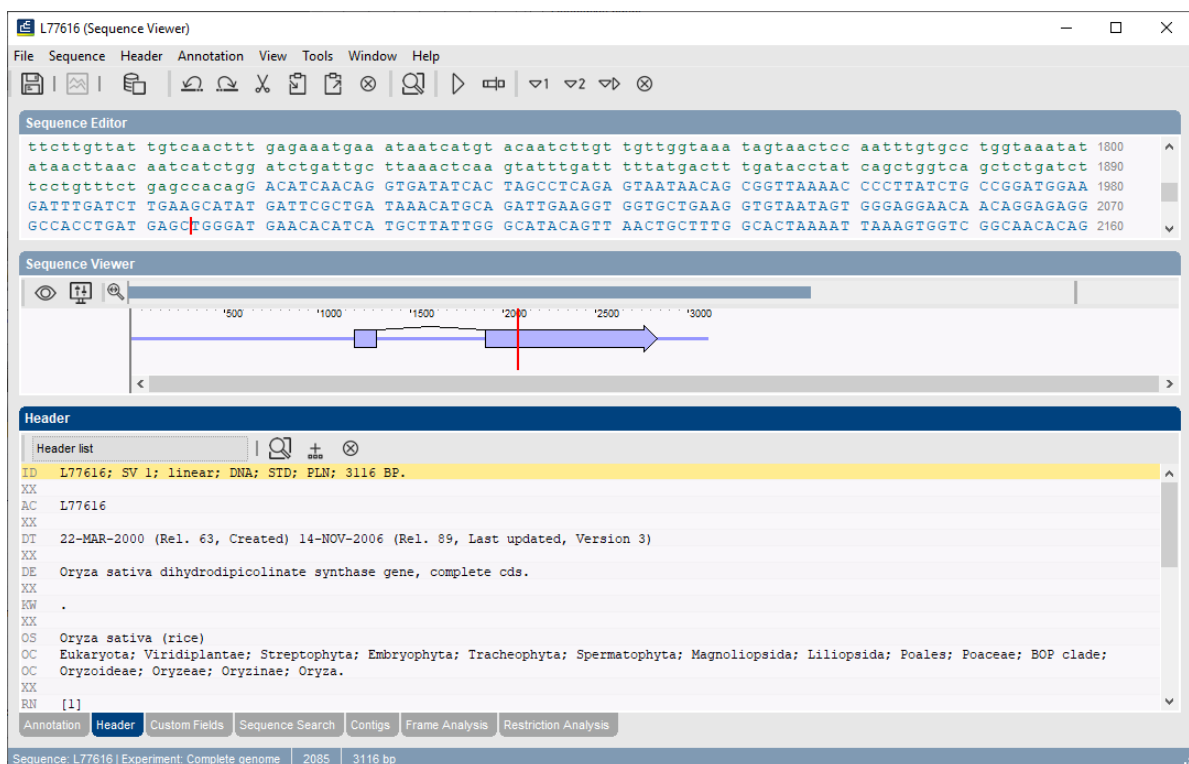 L77616 (Sequence Viewer)
File Sequence Header Annotation View Tools Window Help
1 2
Sequence Editor
ttcttgttat tgtcaacttt gagaaatgaa aataatcatgt acaatcttgt tgttggtaaa tagtaactcc aatttgtgcc tggtaaatat 1800
ataacttaac aatcatctgg atctgattgc ttaaactcaa gtatttgatt tttatgactt tgatacctat cagctggtca gctctgatct 1890
tcctgtttct gagccacagG ACATCAACAG GTGATATCAC TAGCCTCAGA GTAATAACAG CGGTTAAAAC CCCTTATCTG CCGGATGGAA 1980
GATTTGATCT TGAAGCATAT GATTCGCTGA TAAACATGCA GATTGAAGGT GGTGCTGAAG GTGTAATAGT GGGAGGAACA ACAGGAGAGG 2070
GCCACCTGAT GAGCTGGGAT GAACACATCA TGCTTATTGG GCATACAGTT AACTGCTTTG GCACTAAAAT TAAAGTGGTC GGCAACACAG 2160
Sequence Viewer
'500 '1000 '1500 '2000 '2500 '3000
Header
Header list
ID L77616; SV 1; linear; DNA; STD; PLN; 3116 BP.
XX
AC L77616
XX
DT 22-MAR-2000 (Rel. 63, Created) 14-NOV-2006 (Rel. 89, Last updated, Version 3)
XX
DE Oryza sativa dihydrodipicolinate synthase gene, complete cds.
XX
KW .
XX
OS Oryza sativa (rice)
OC Eukaryota; Viridiplantae; Streptophyta; Embryophyta; Tracheophyta; Spermatophyta; Magnoliopsida; Liliopsida; Poales; Poaceae; BOP clade;
OC Oryzoideae; Oryzeae; Oryzinae; Oryza.
XX
RN [1]
Annotation Header Custom Fields Sequence Search Contigs Frame Analysis Restriction Analysis
Sequence: L77616 | Experiment: Complete genome 2085 3116 bp